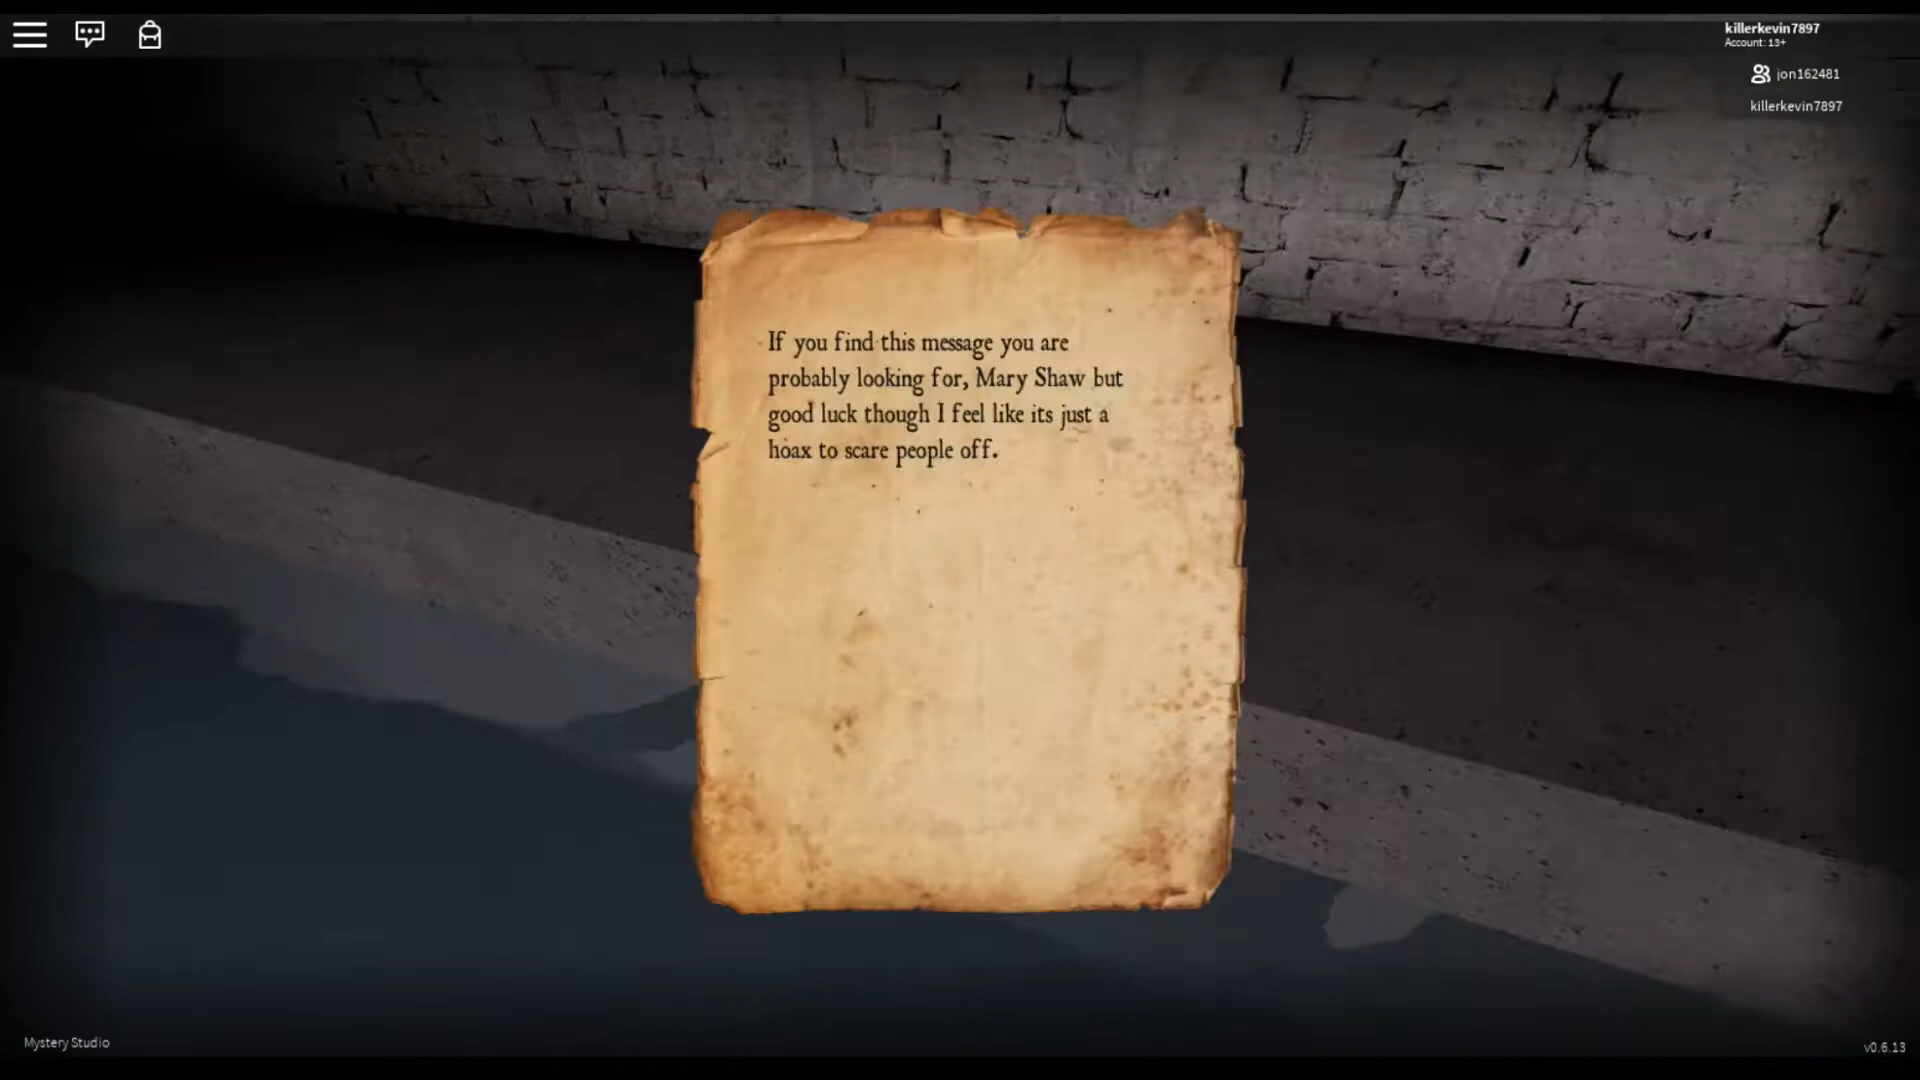 killerkevin7897
Account: 13+
jon162481
killerkevin7897
If you find this message you are
probably looking for, Mary Shaw but
good luck though I feel like its just a
hoax to scare people off.
Mystery Studio
v0.6.13